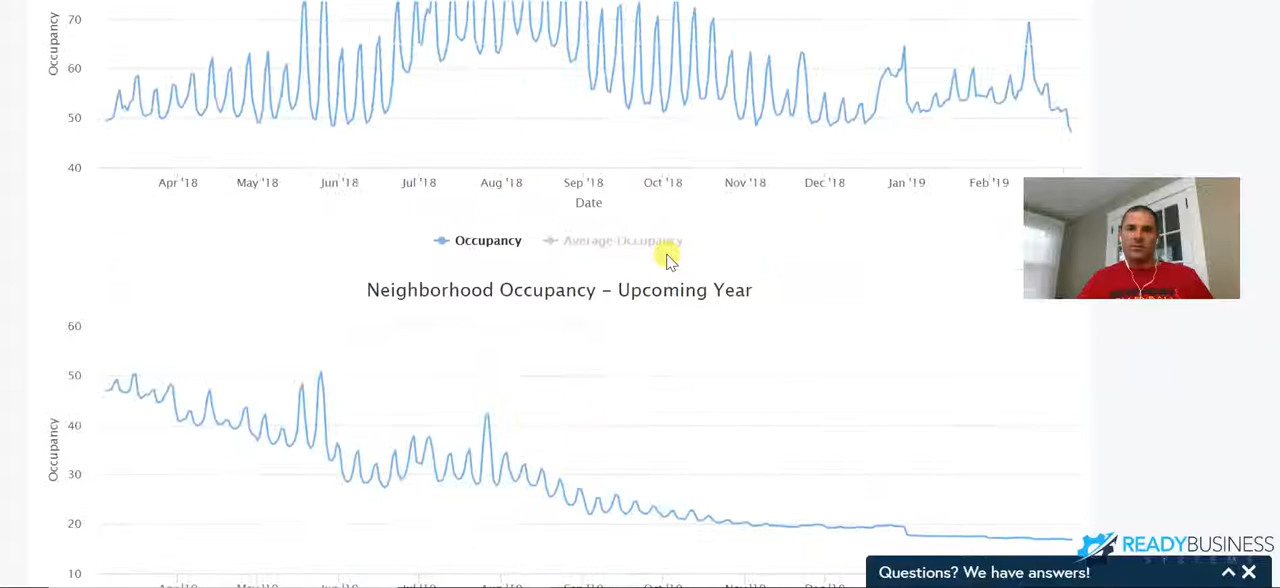 70
60
50
40
Occupancy
Apr '18 May '18 Jun '18 Jul '18 Aug '18 Sep '18 Oct '18 Nov '18 Dec '18 Jan '19 Feb '19
Date
Occupancy Average Occupancy
Neighborhood Occupancy – Upcoming Year
60
50
40
30
20
10
Occupancy
READYBUSINESS
SYSTEMS
Questions? We have answers!